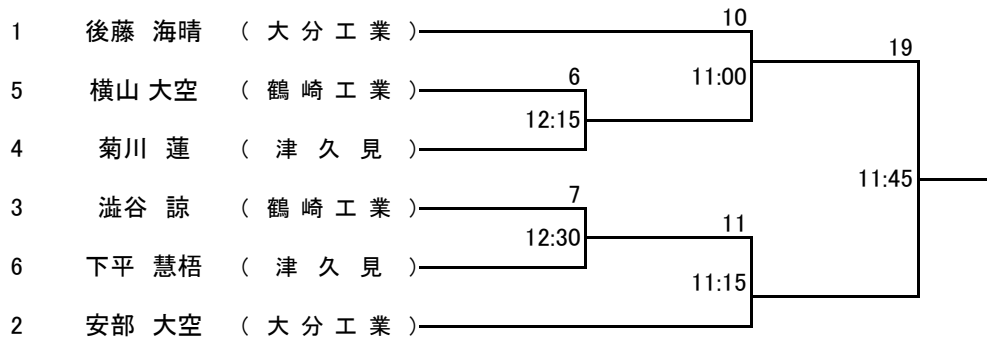 1 後藤 海晴 ( 大分工業 ) 10
19
5 横山 大空 ( 鶴崎工業 ) 6 11:00
12:15
4 菊川 蓮 ( 津久見 )
11:45
3 澁谷 諒 ( 鶴崎工業 ) 7
12:30 11
6 下平 慧梧 ( 津久見 )
11:15
2 安部 大空 ( 大分工業 )